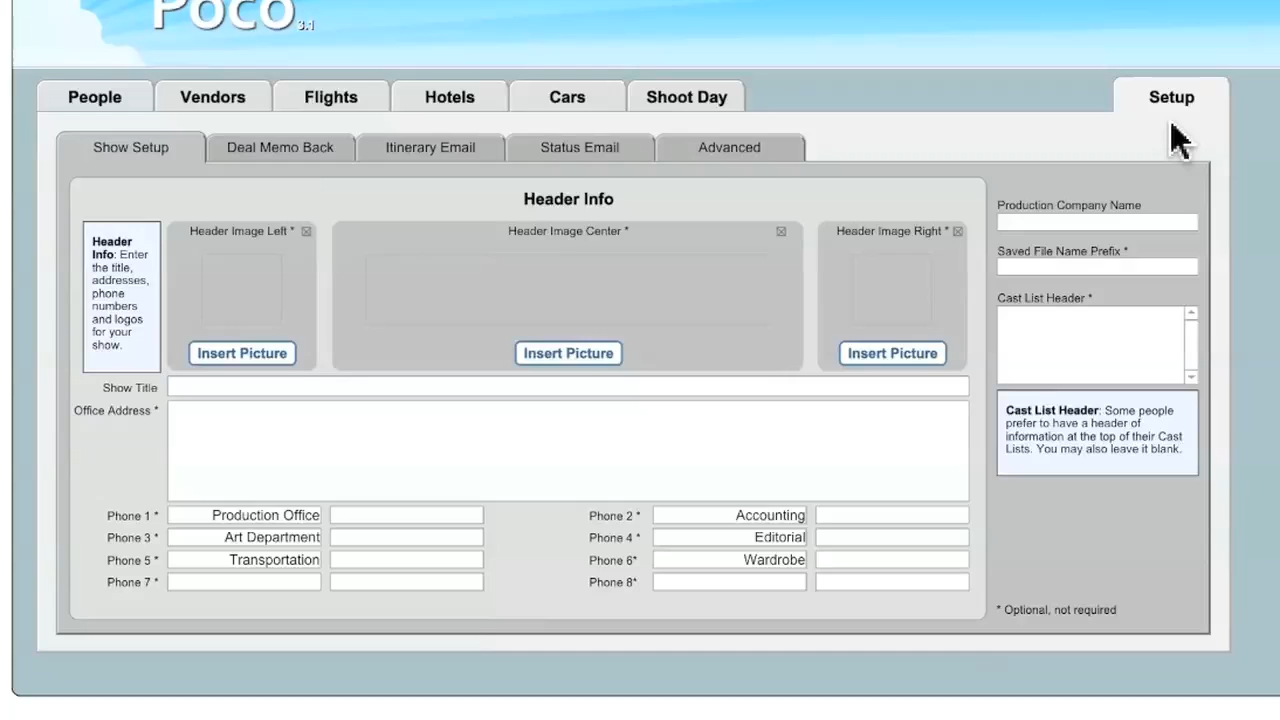 Poco 3.1
People Vendors Flights Hotels Cars Shoot Day Setup
Show Setup Deal Memo Back Itinerary Email Status Email Advanced
Header Info
Header
Info: Enter
the title,
addresses,
phone
numbers
and logos
for your
show.
Header Image Left *
Header Image Center *
Header Image Right *
Insert Picture Insert Picture Insert Picture
Show Title
Office Address *
Phone 1 * Production Office Phone 2 * Accounting
Phone 3 * Art Department Phone 4 * Editorial
Phone 5 * Transportation Phone 6* Wardrobe
Phone 7 * Phone 8*
Production Company Name
Saved File Name Prefix *
Cast List Header *
Cast List Header: Some people
prefer to have a header of
information at the top of their Cast
Lists. You may also leave it blank.
* Optional, not required